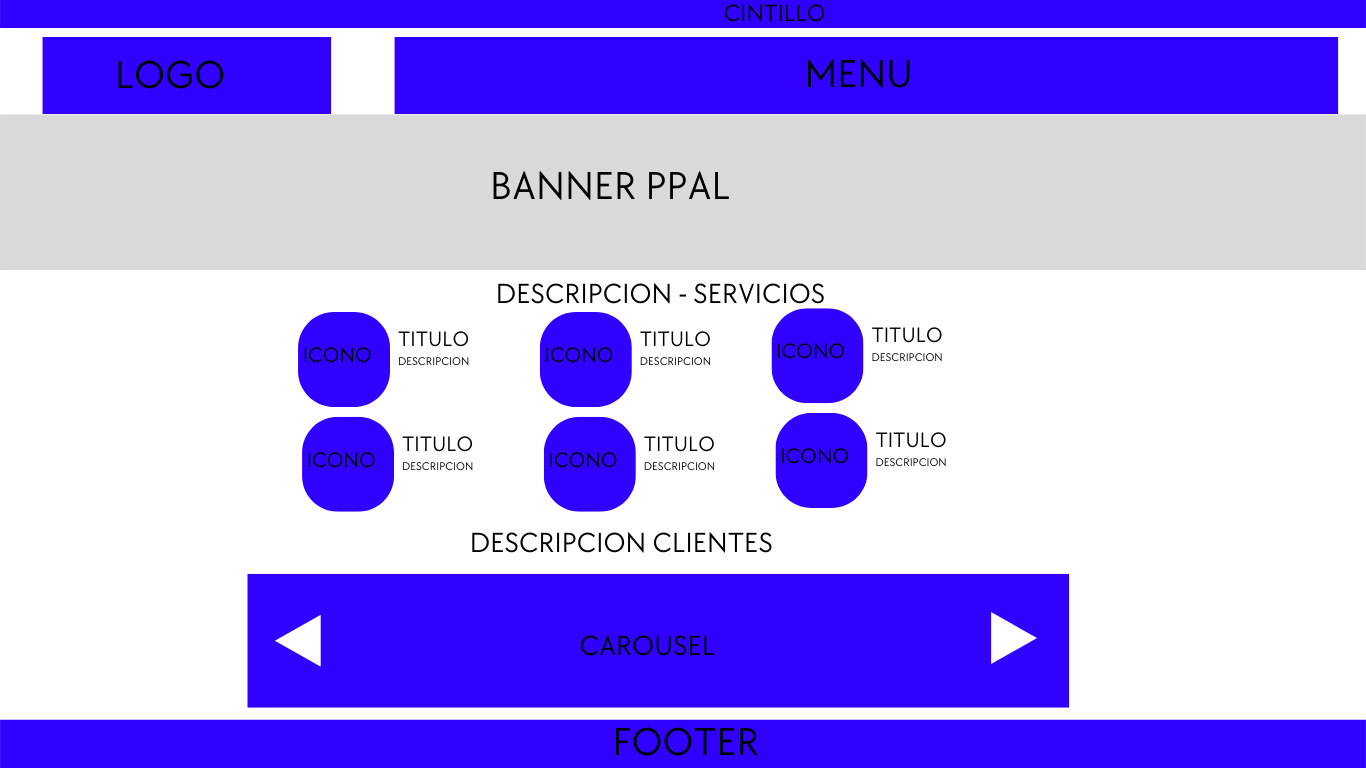 CINTILLO
LOGO
MENU
BANNER PPAL
DESCRIPCION - SERVICIOS
ICONO
TITULO
DESCRIPCION
ICONO
TITULO
DESCRIPCION
ICONO
TITULO
DESCRIPCION
ICONO
TITULO
DESCRIPCION
ICONO
TITULO
DESCRIPCION
ICONO
TITULO
DESCRIPCION
DESCRIPCION CLIENTES
CAROUSEL
FOOTER